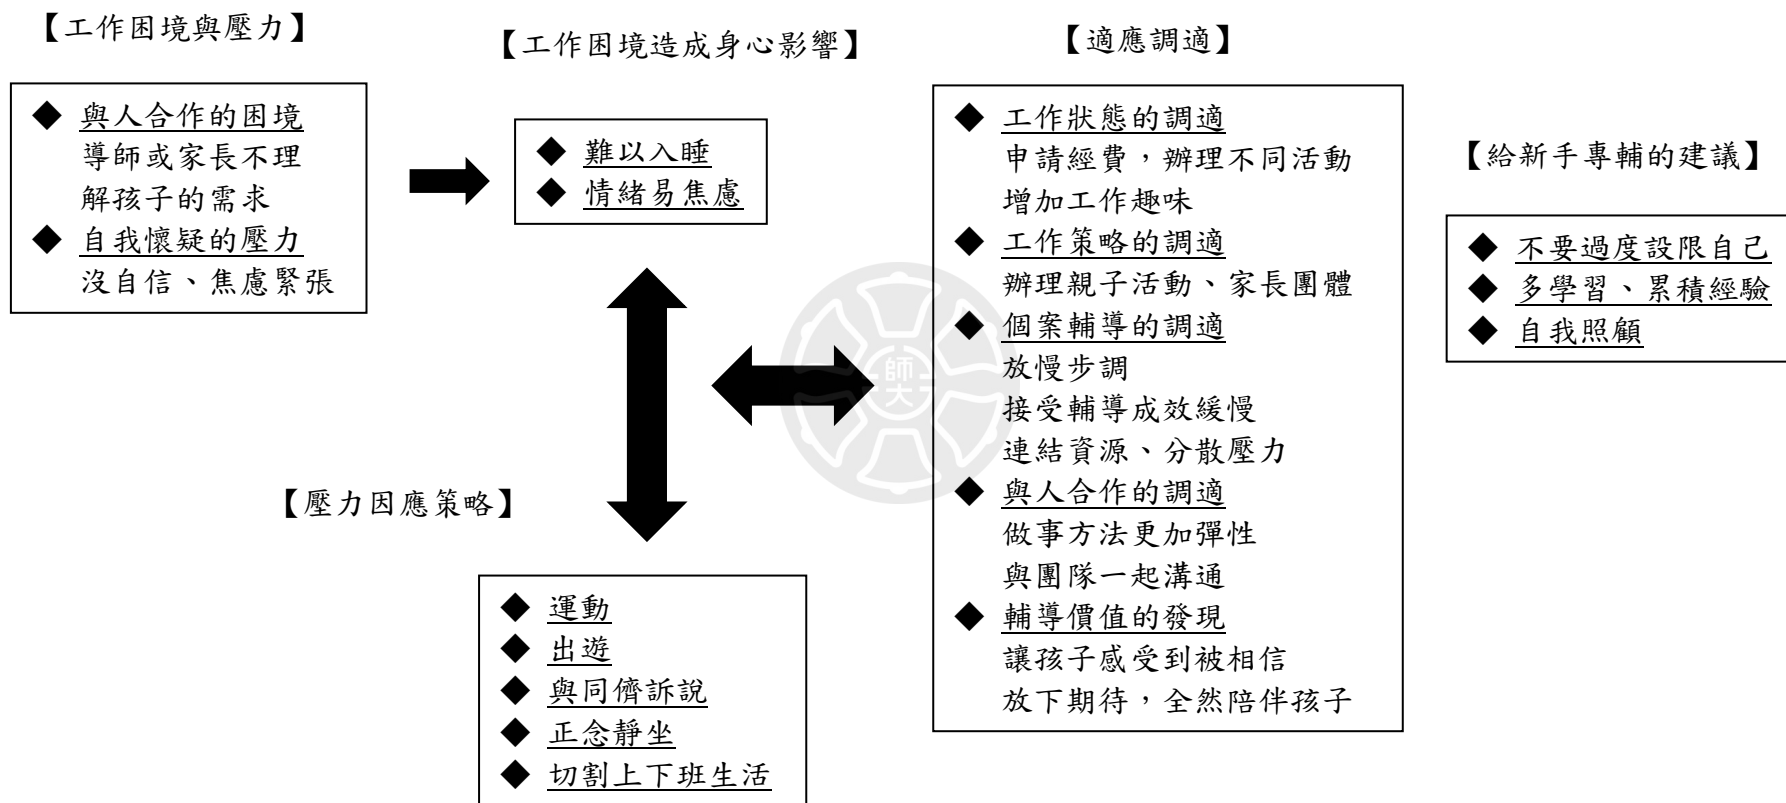 【工作困境與壓力】
◆ 與人合作的困境
導師或家長不理
解孩子的需求
◆ 自我懷疑的壓力
沒自信、焦慮緊張
【工作困境造成身心影響】
◆ 難以入睡
◆ 情緒易焦慮
【壓力因應策略】
◆ 運動
◆ 出遊
◆ 與同儕訴說
◆ 正念靜坐
◆ 切割上下班生活
【適應調適】
◆ 工作狀態的調適
申請經費，辦理不同活動
增加工作趣味
◆ 工作策略的調適
辦理親子活動、家長團體
◆ 個案輔導的調適
放慢步調
接受輔導成效緩慢
連結資源、分散壓力
◆ 與人合作的調適
做事方法更加彈性
與團隊一起溝通
◆ 輔導價值的發現
讓孩子感受到被相信
放下期待，全然陪伴孩子
【給新手專輔的建議】
◆ 不要過度設限自己
◆ 多學習、累積經驗
◆ 自我照顧
師大